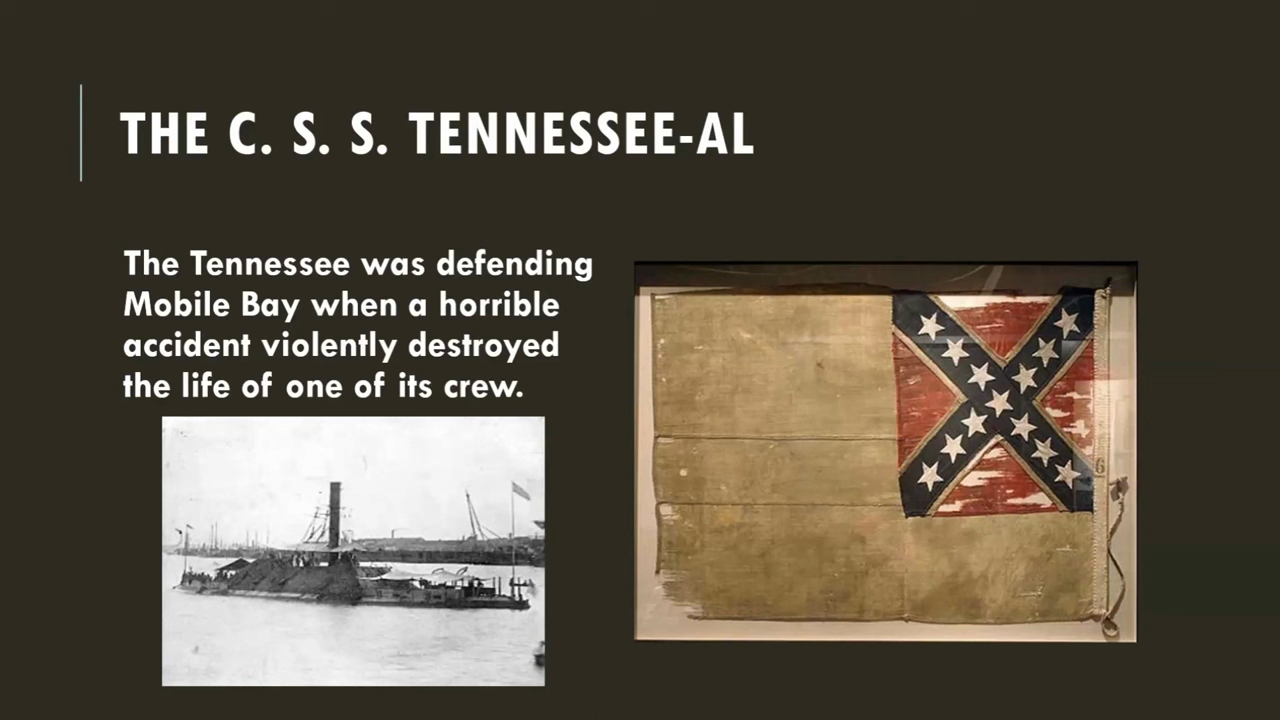 THE C. S. S. TENNESSEE-AL
The Tennessee was defending
Mobile Bay when a horrible
accident violently destroyed
the life of one of its crew.